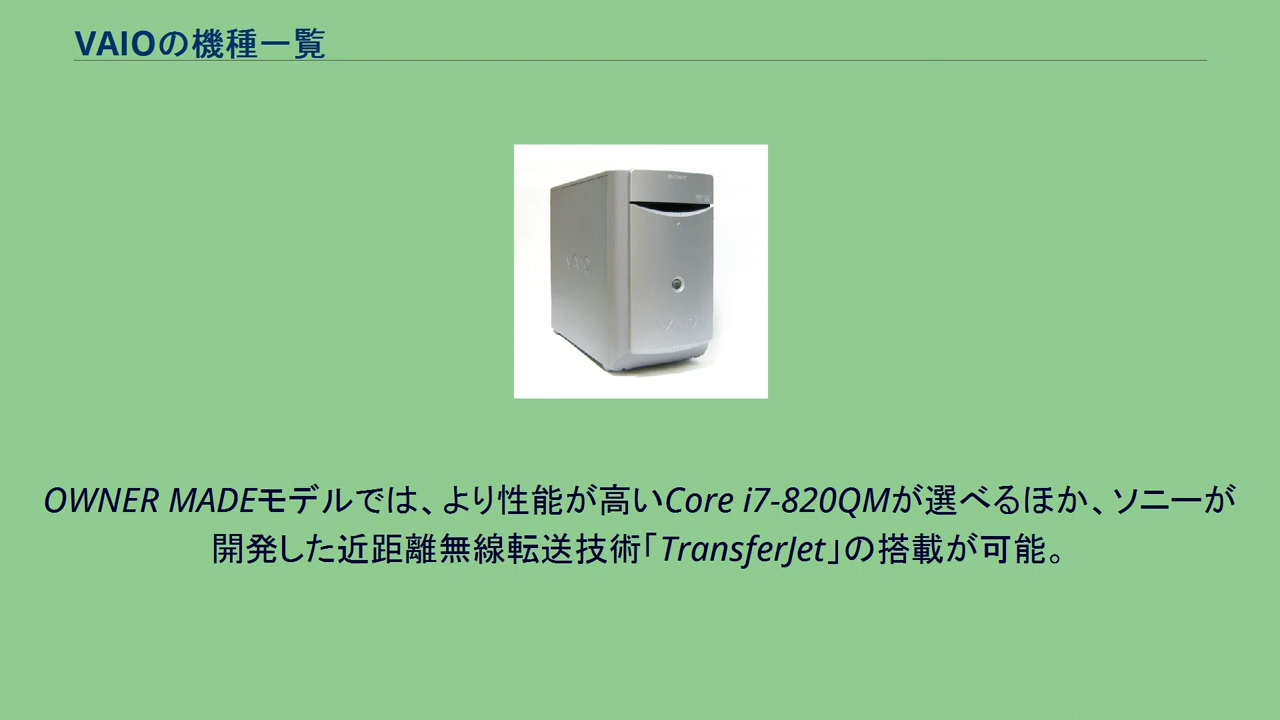 VAIOの機種一覧
SONY
VAIO
VAIO
OWNER MADEモデルでは、より性能が高いCore i7-820QMが選べるほか、ソニーが
開発した近距離無線転送技術「TransferJet」の搭載が可能。